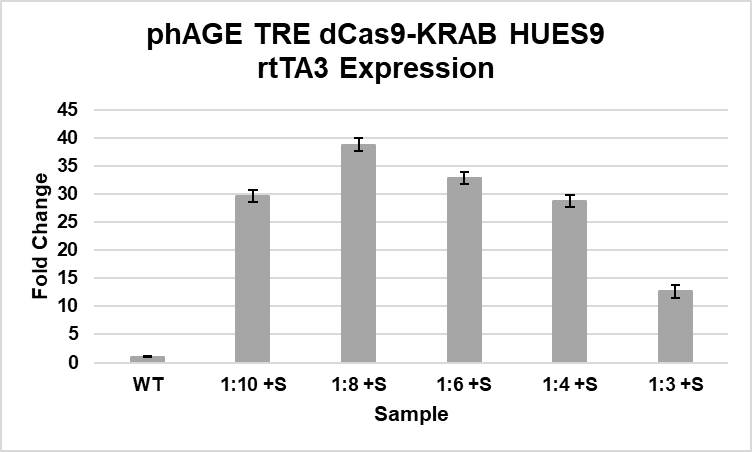 phAGE TRE dCas9-KRAB HUES9
rtTA3 Expression
45
40
35
30
25
20
15
10
5
0
Fold Change
WT 1:10 +S 1:8 +S 1:6 +S 1:4 +S 1:3 +S
Sample